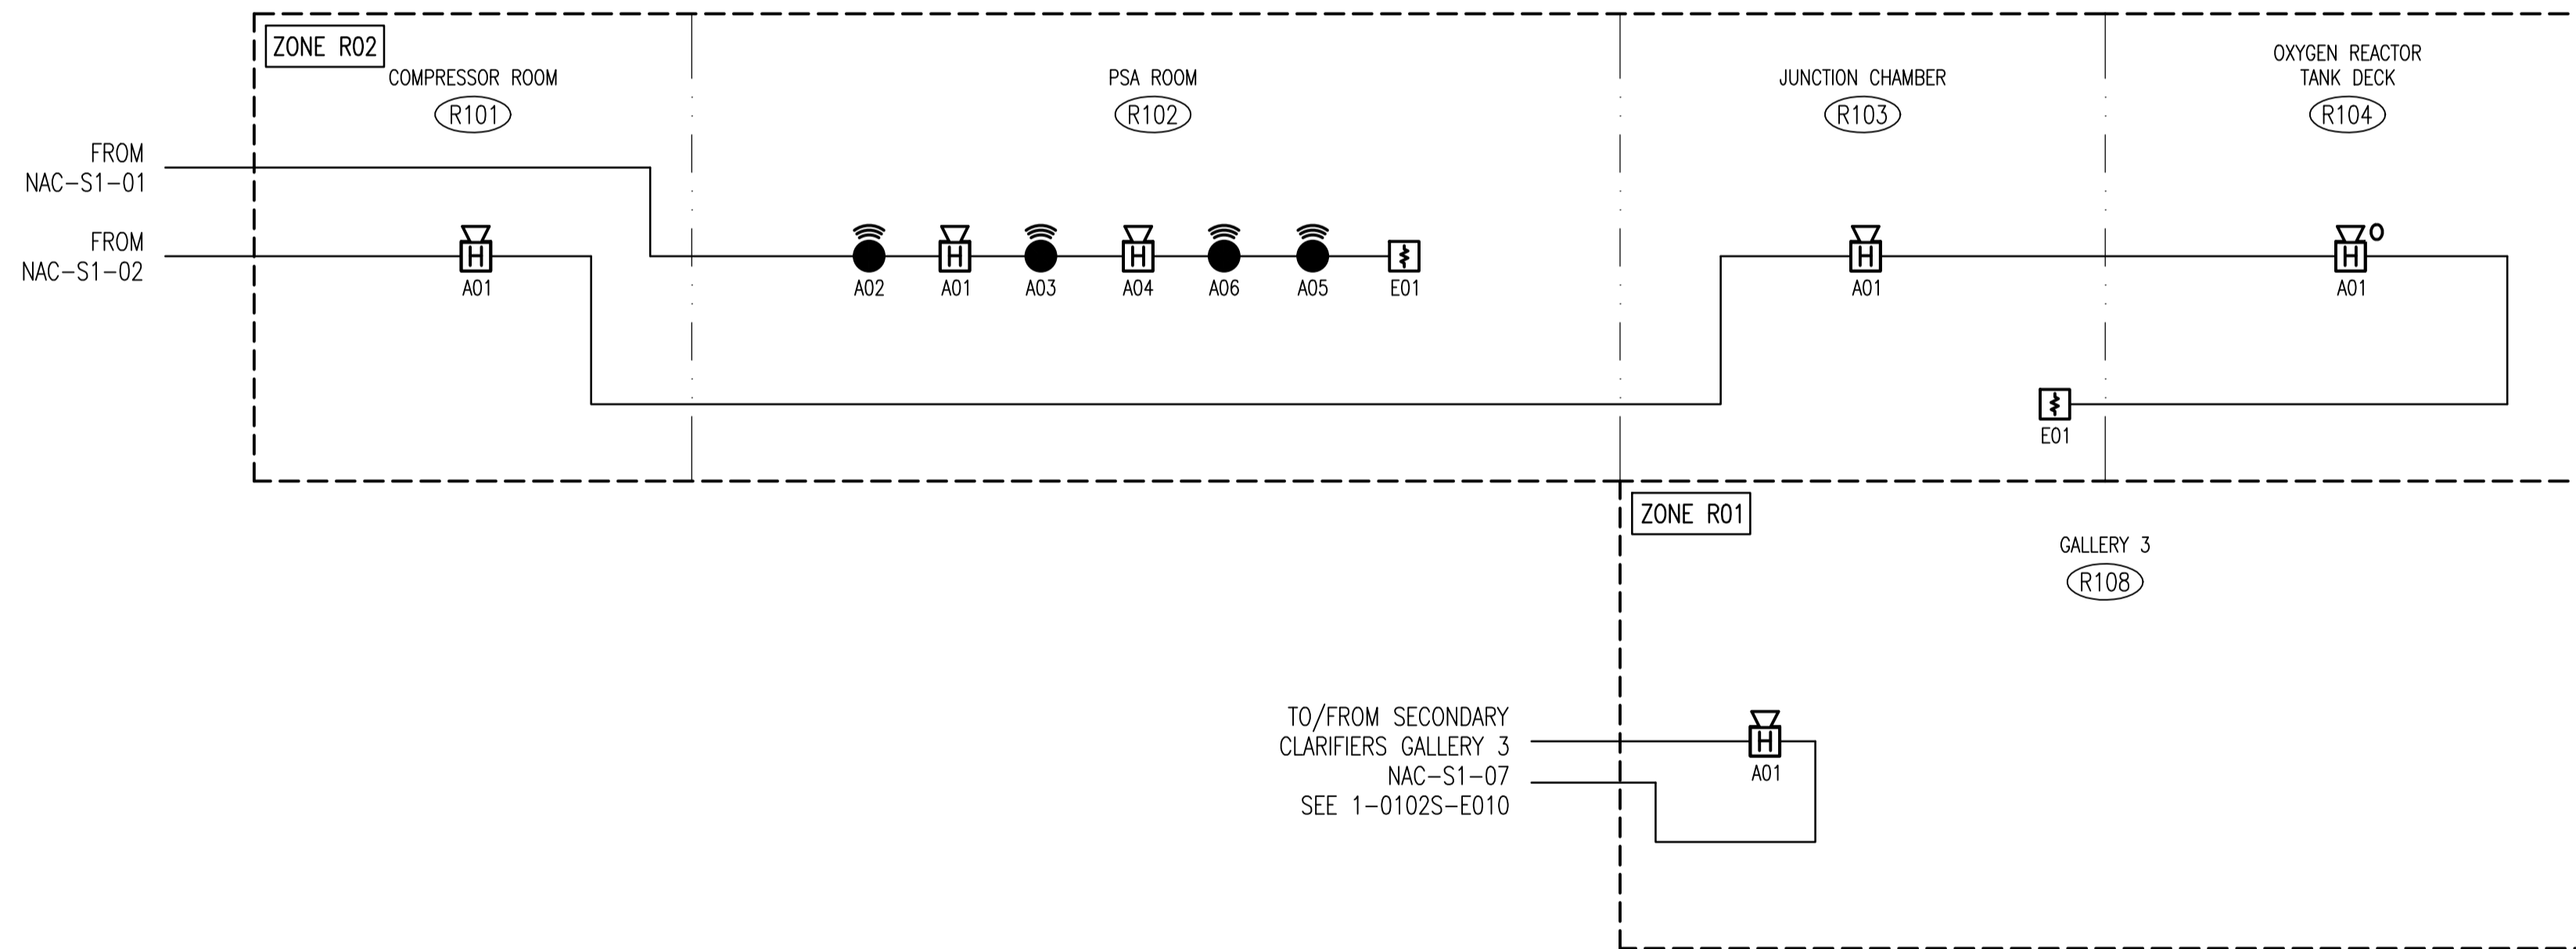 ZONE R02
COMPRESSOR ROOM
R101
PSA ROOM
R102
JUNCTION CHAMBER
R103
OXYGEN REACTOR
TANK DECK
R104
FROM
NAC-S1-01
FROM
NAC-S1-02
H
A01
A02
H
A01
A03
H
A04
A06
A05
E01
H
A01
H
O
A01
E01
ZONE R01
GALLERY 3
R108
TO/FROM SECONDARY
CLARIFIERS GALLERY 3
NAC-S1-07
SEE 1-0102S-E010
H
A01